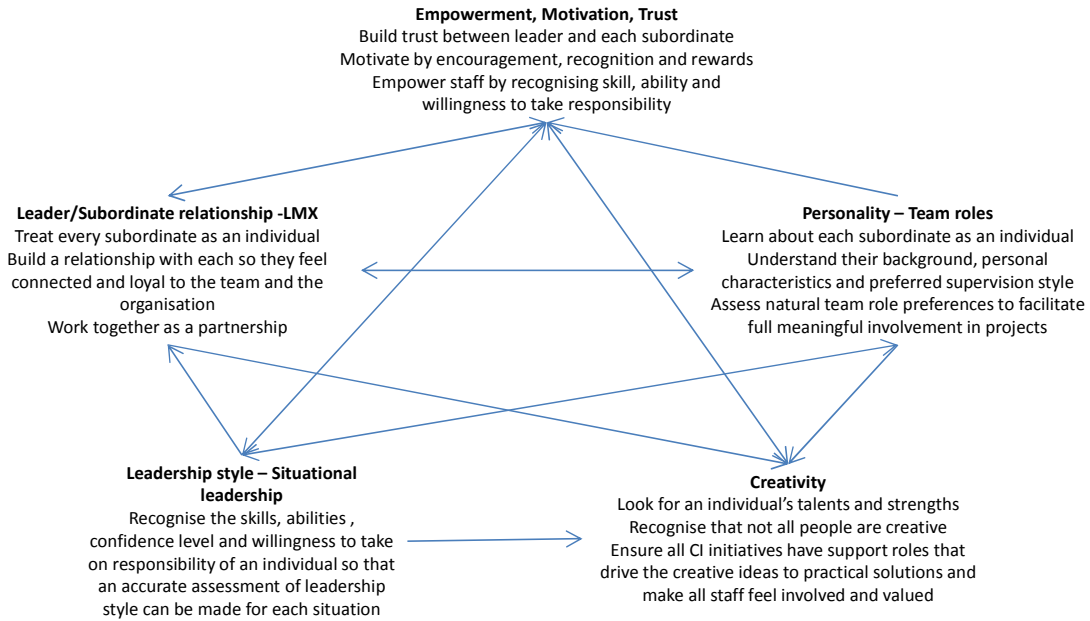 Empowerment, Motivation, Trust
Build trust between leader and each subordinate
Motivate by encouragement, recognition and rewards
Empower staff by recognising skill, ability and
willingness to take responsibility
Leader/Subordinate relationship -LMX
Treat every subordinate as an individual
Build a relationship with each so they feel
connected and loyal to the team and the
organisation
Work together as a partnership
Personality – Team roles
Learn about each subordinate as an individual
Understand their background, personal
characteristics and preferred supervision style
Assess natural team role preferences to facilitate
full meaningful involvement in projects
Leadership style – Situational
leadership
Recognise the skills, abilities ,
confidence level and willingness to take
on responsibility of an individual so that
an accurate assessment of leadership
style can be made for each situation
Creativity
Look for an individual’s talents and strengths
Recognise that not all people are creative
Ensure all CI initiatives have support roles that
drive the creative ideas to practical solutions and
make all staff feel involved and valued